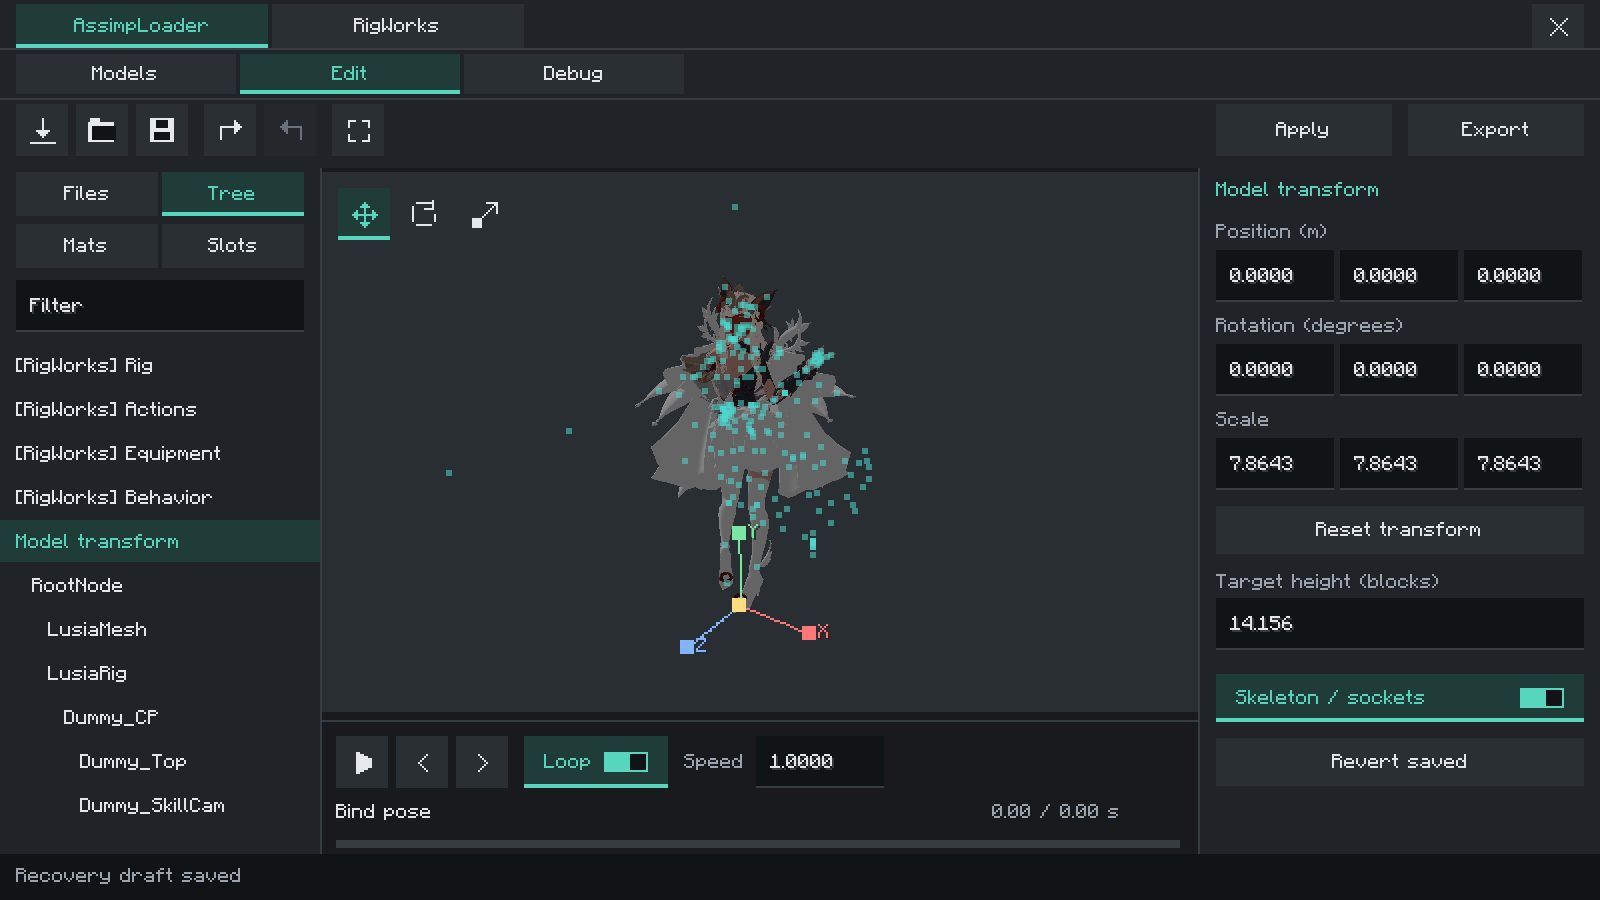 AssimpLoader
RigWorks
Models
Edit
Debug
Apply
Export
Files
Tree
Mats
Slots
Filter
[RigWorks] Rig
[RigWorks] Actions
[RigWorks] Equipment
[RigWorks] Behavior
Model transform
RootNode
LusiaMesh
LusiaRig
Dummy_CP
Dummy_Top
Dummy_SkillCam
Y
X
Z
Loop
Speed
1.0000
Bind pose
0.00 / 0.00 s
Model transform
Position (m)
0.0000 0.0000 0.0000
Rotation (degrees)
0.0000 0.0000 0.0000
Scale
7.8643 7.8643 7.8643
Reset transform
Target height (blocks)
14.156
Skeleton / sockets
Revert saved
Recovery draft saved